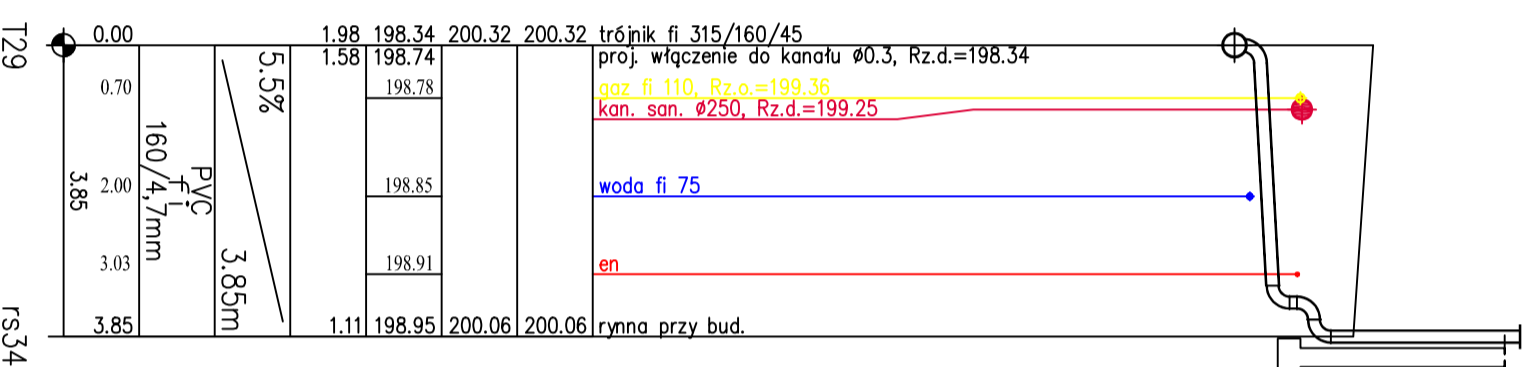 T29
0.00 1.98 198.34 200.32 200.32 trójnik fi 315/160/45
1.58 198.74 proj. włączenie do kanału ø0.3, Rz.d.=198.34
0.70 198.78 gaz fi 110, Rz.o.=199.36
kan. san. ø250, Rz.d.=199.25
5.5%
160/4,7mm
PVC
fi
3.85
2.00 198.85 woda fi 75
3.85m
3.03 198.91 en
3.85 1.11 198.95 200.06 200.06 rynna przy bud.
rs34